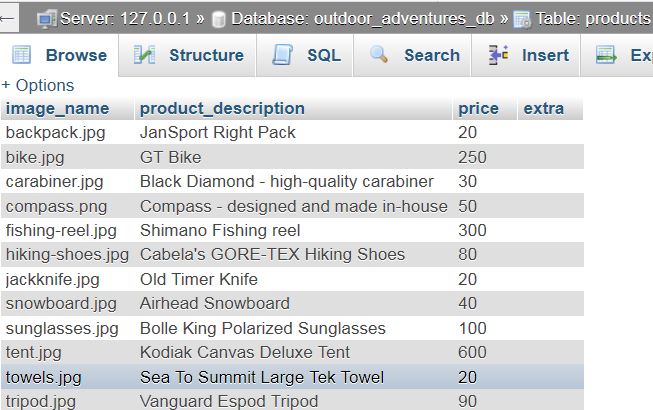 Server: 127.0.0.1 » Database: outdoor_adventures_db » Table: products
Browse Structure SQL Search Insert
+ Options
image_name product_description price extra
backpack.jpg JanSport Right Pack 20
bike.jpg GT Bike 250
carabiner.jpg Black Diamond - high-quality carabiner 30
compass.png Compass - designed and made in-house 50
fishing-reel.jpg Shimano Fishing reel 300
hiking-shoes.jpg Cabela's GORE-TEX Hiking Shoes 80
jackknife.jpg Old Timer Knife 20
snowboard.jpg Airhead Snowboard 40
sunglasses.jpg Bolle King Polarized Sunglasses 100
tent.jpg Kodiak Canvas Deluxe Tent 600
towels.jpg Sea To Summit Large Tek Towel 20
tripod.jpg Vanguard Espod Tripod 90